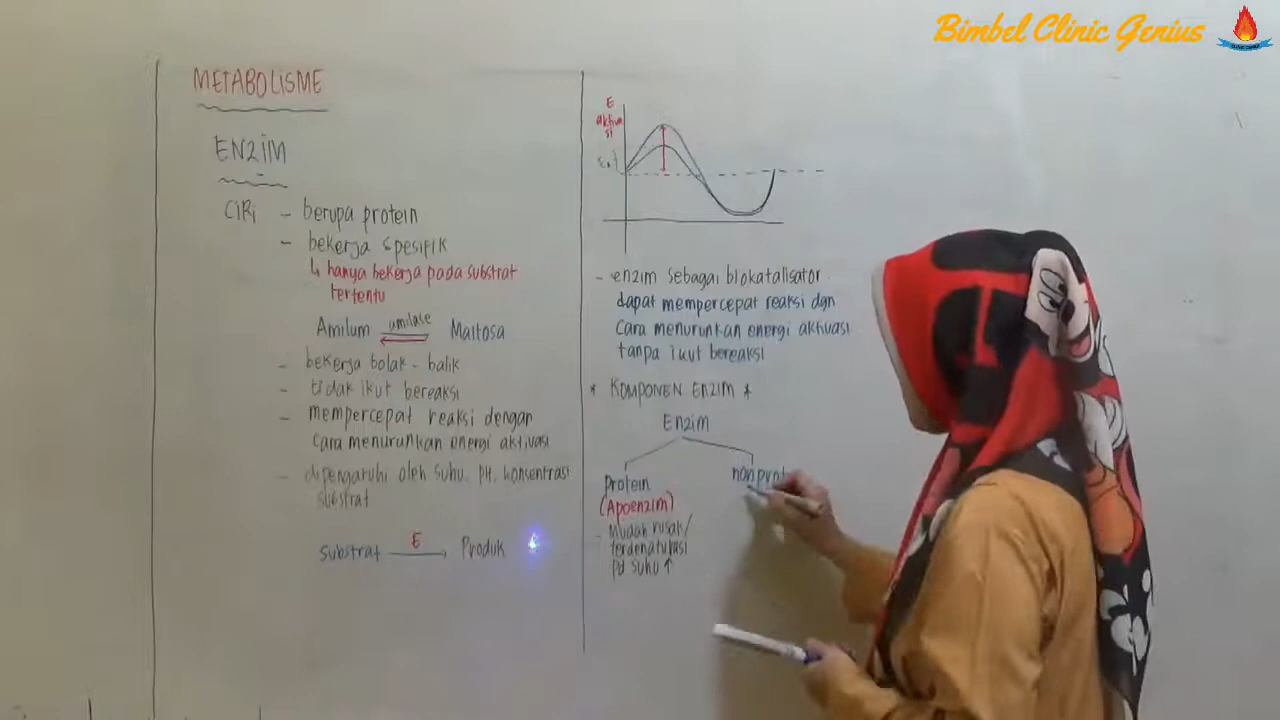 Bimbel Clinic Genius
METABOLISME
ENZIM
CIRI - berupa protein
- bekerja spesifik
↳ hanya bekerja pada substrat
tertentu
Amilum amilase Maltosa
- bekerja bolak - balik
- tidak ikut bereaksi
- mempercepat reaksi dengan
cara menurunkan energi aktivasi
- dipengaruhi oleh suhu, pH, konsentrasi
substrat
Substrat E Produk
E
aktiva
si
- enzim sebagai biokatalisator
dapat mempercepat reaksi dgn
cara menurunkan energi aktivasi
tanpa ikut bereaksi
* KOMPONEN ENZIM *
Enzim
Protein
(Apoenzim)
- Mudah rusak/
terdenaturasi
pd suhu ↑
non prot